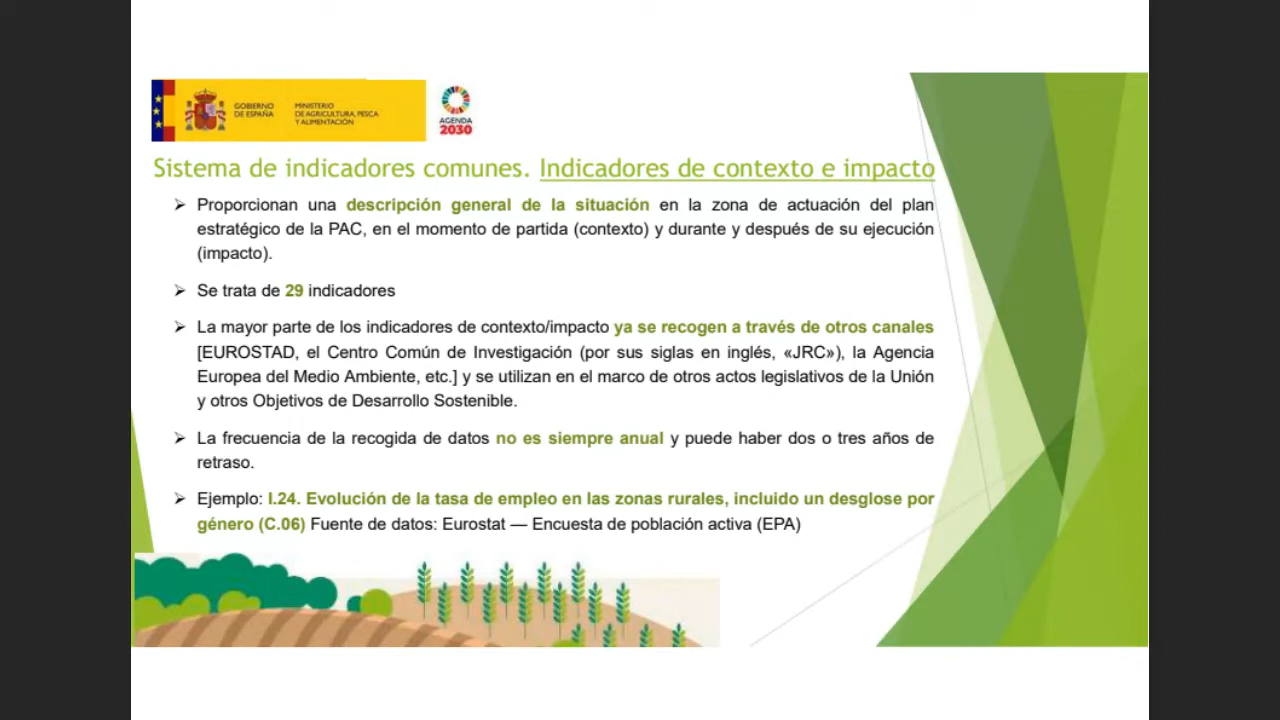 GOBIERNO
DE ESPAÑA
MINISTERIO
DE AGRICULTURA, PESCA
Y ALIMENTACIÓN
AGENDA
2030
Sistema de indicadores comunes. Indicadores de contexto e impacto
➢ Proporcionan una descripción general de la situación en la zona de actuación del plan
estratégico de la PAC, en el momento de partida (contexto) y durante y después de su ejecución
(impacto).
➢ Se trata de 29 indicadores
➢ La mayor parte de los indicadores de contexto/impacto ya se recogen a través de otros canales
[EUROSTAD, el Centro Común de Investigación (por sus siglas en inglés, «JRC»), la Agencia
Europea del Medio Ambiente, etc.] y se utilizan en el marco de otros actos legislativos de la Unión
y otros Objetivos de Desarrollo Sostenible.
➢ La frecuencia de la recogida de datos no es siempre anual y puede haber dos o tres años de
retraso.
➢ Ejemplo: I.24. Evolución de la tasa de empleo en las zonas rurales, incluido un desglose por
género (C.06) Fuente de datos: Eurostat — Encuesta de población activa (EPA)